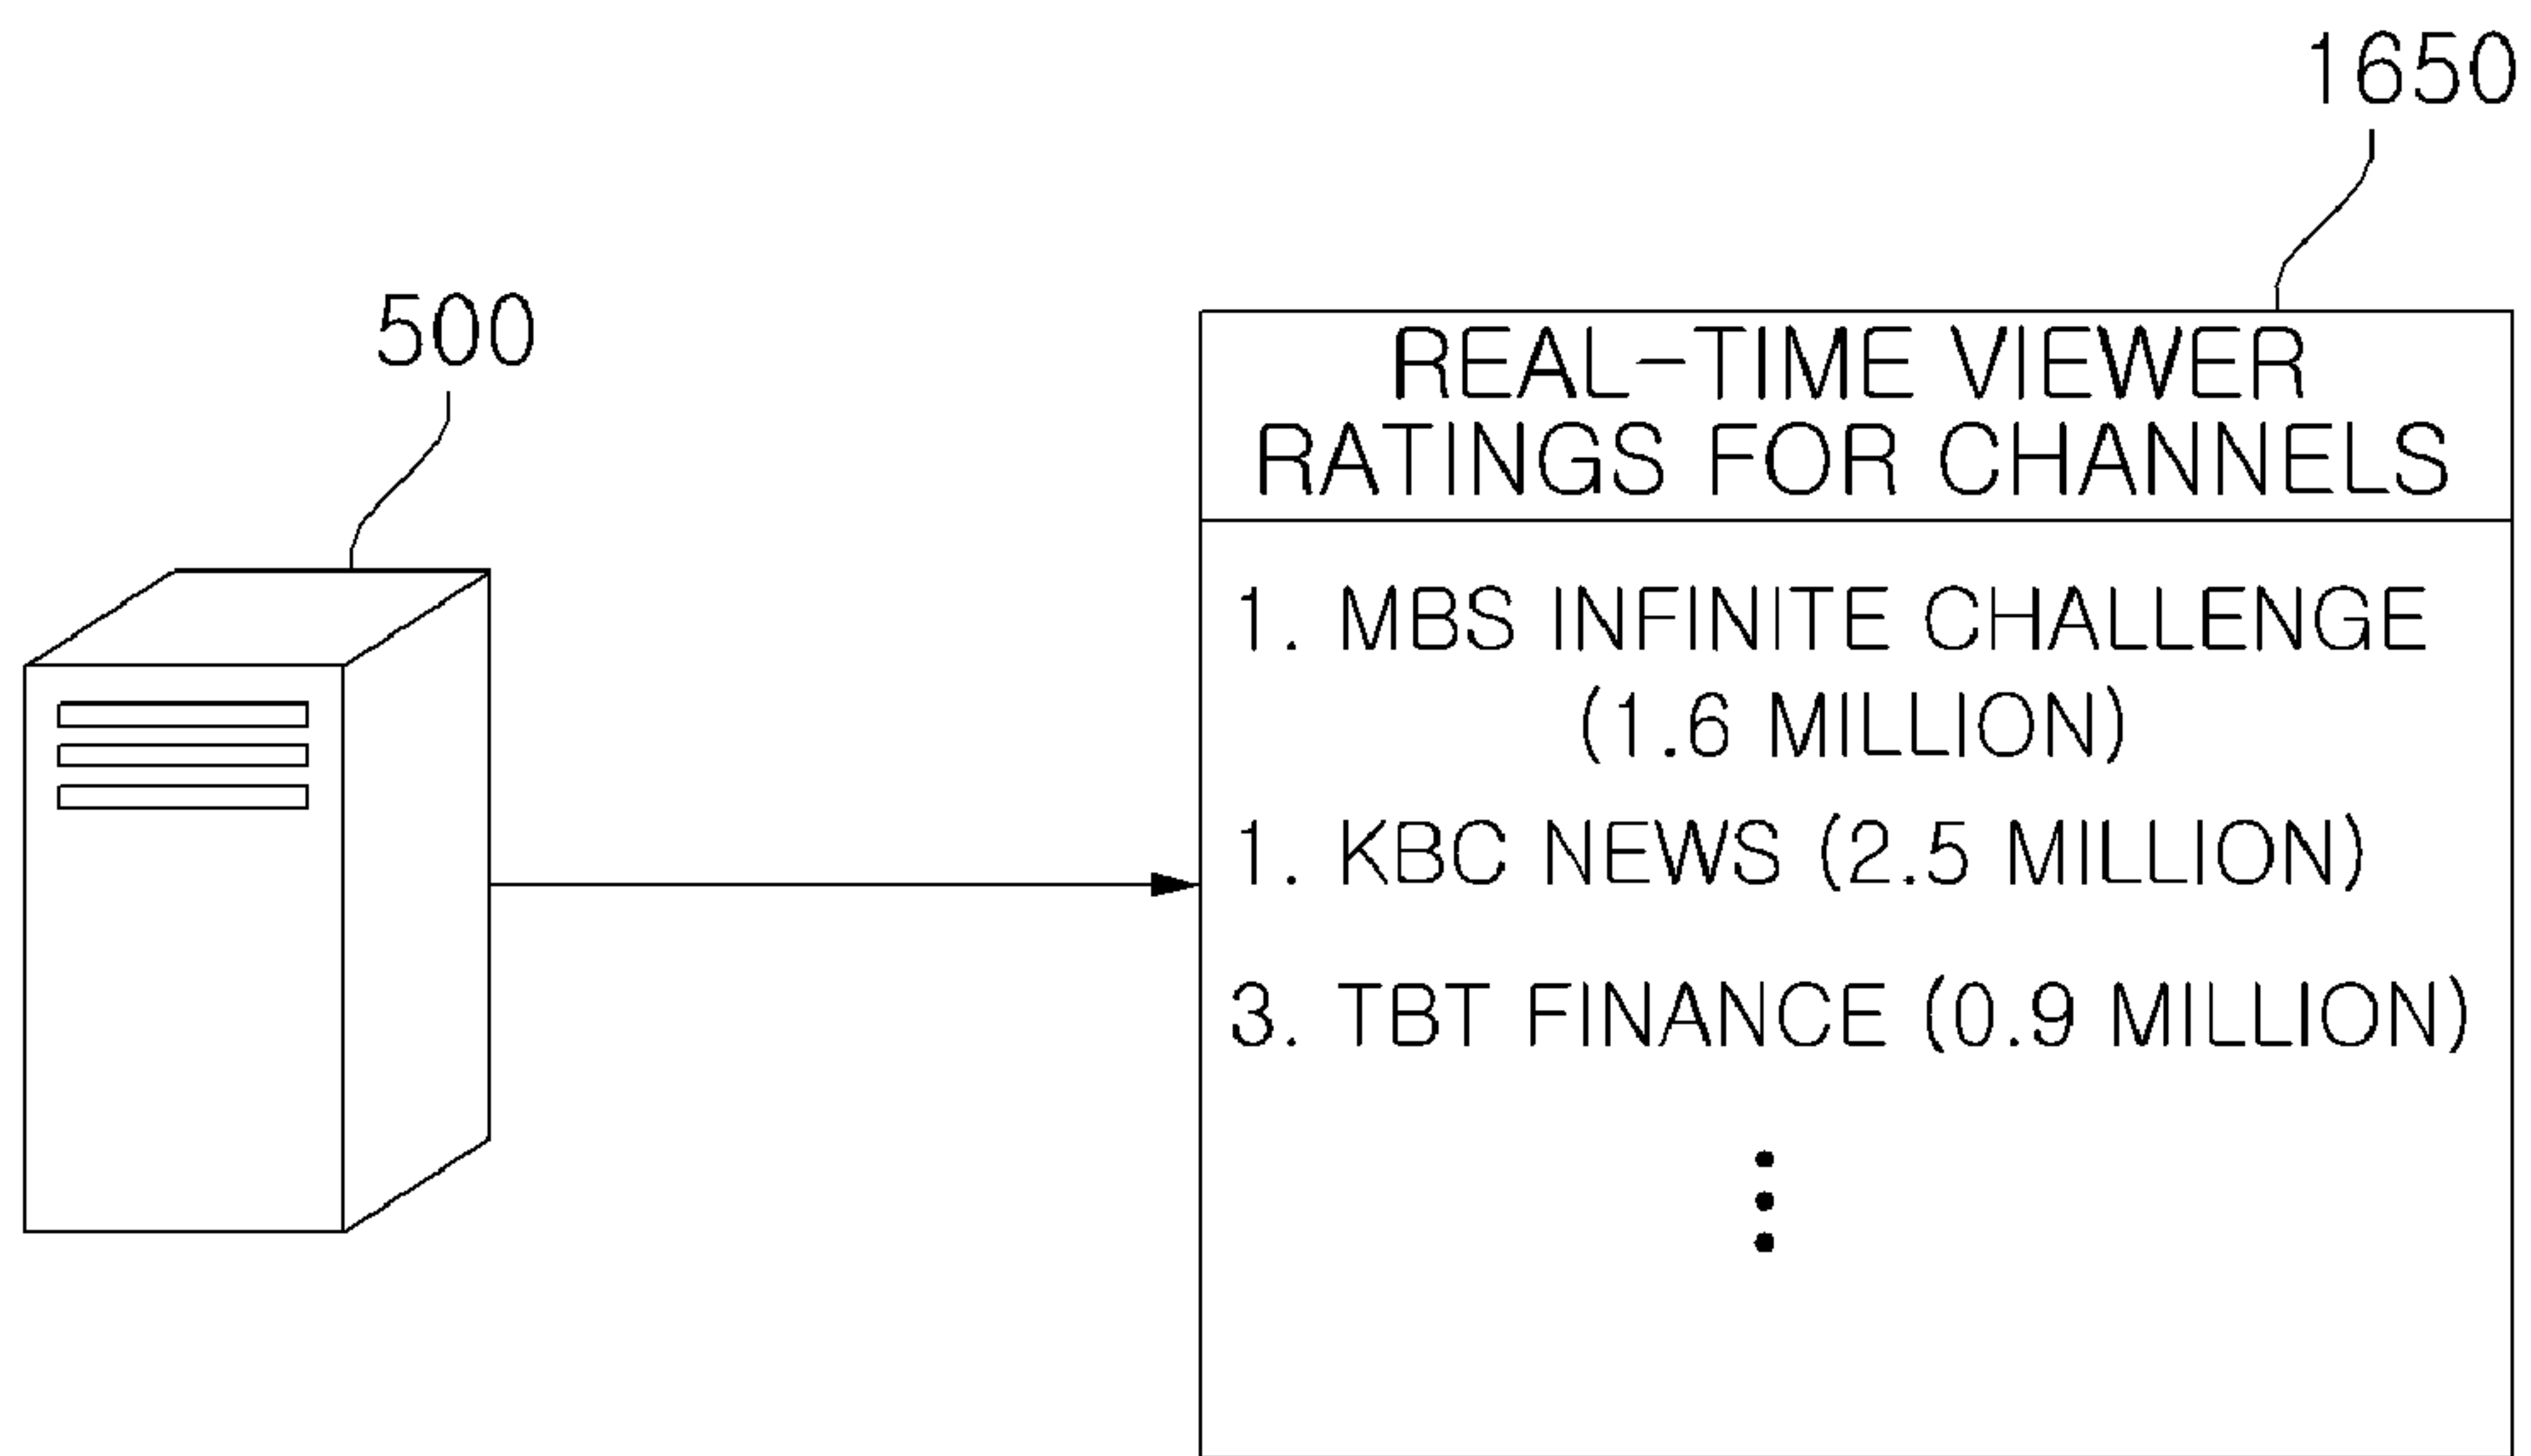 1650
500
REAL-TIME VIEWER
RATINGS FOR CHANNELS
1. MBS INFINITE CHALLENGE
(1.6 MILLION)
1. KBC NEWS (2.5 MILLION)
3. TBT FINANCE (0.9 MILLION)